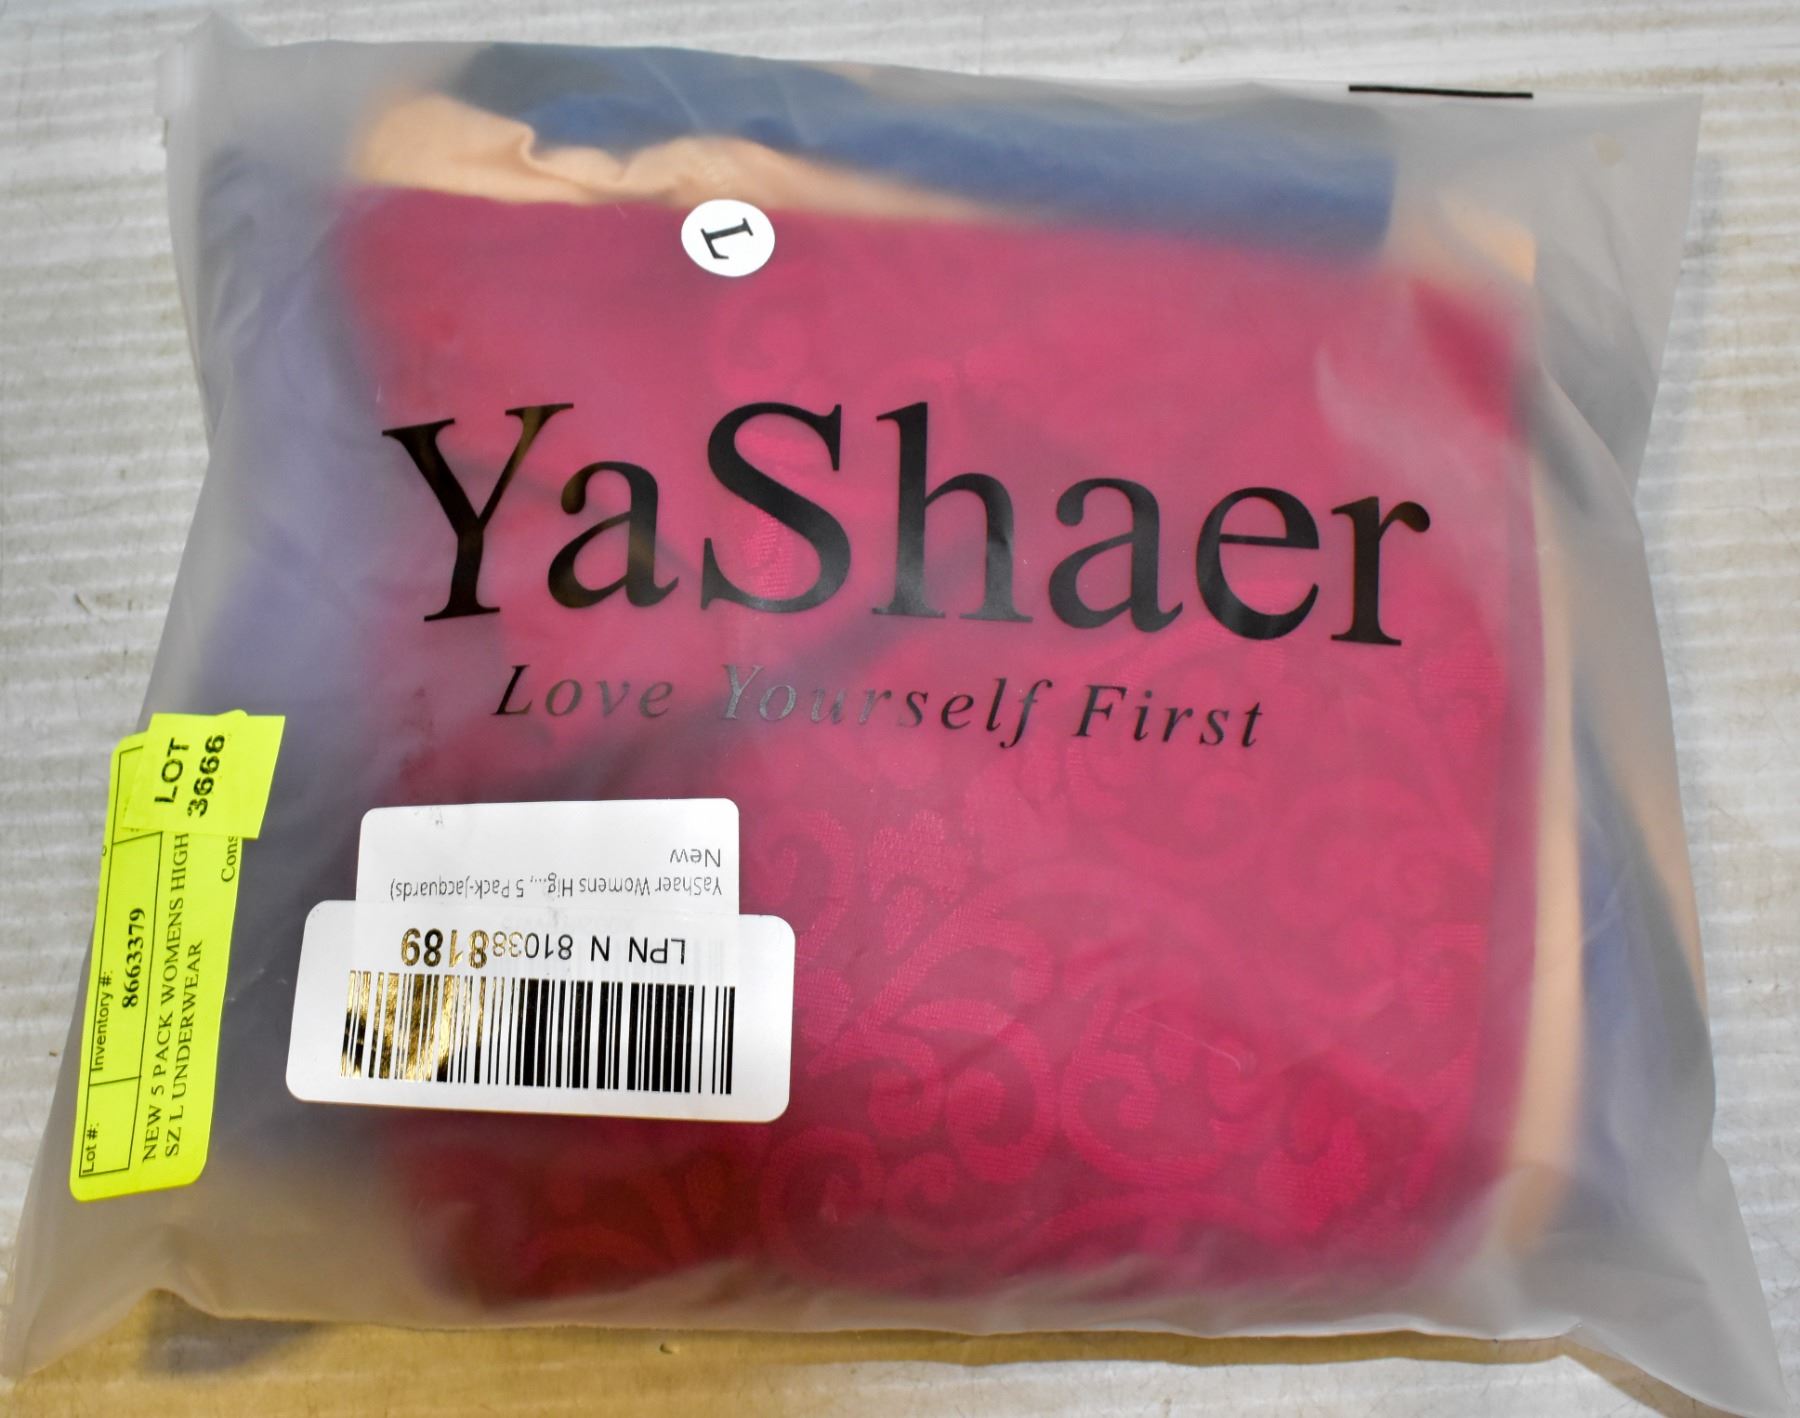 L
YaShaer
Love Yourself First
LOT
3666
Lot #:
Inventory #:
8663379
Cons
NEW 5 PACK WOMENS HIGH
SZ L UNDERWEAR
YaShaer Womens Hig..., 5 Pack-jacquards)
New
LPN N 810388189